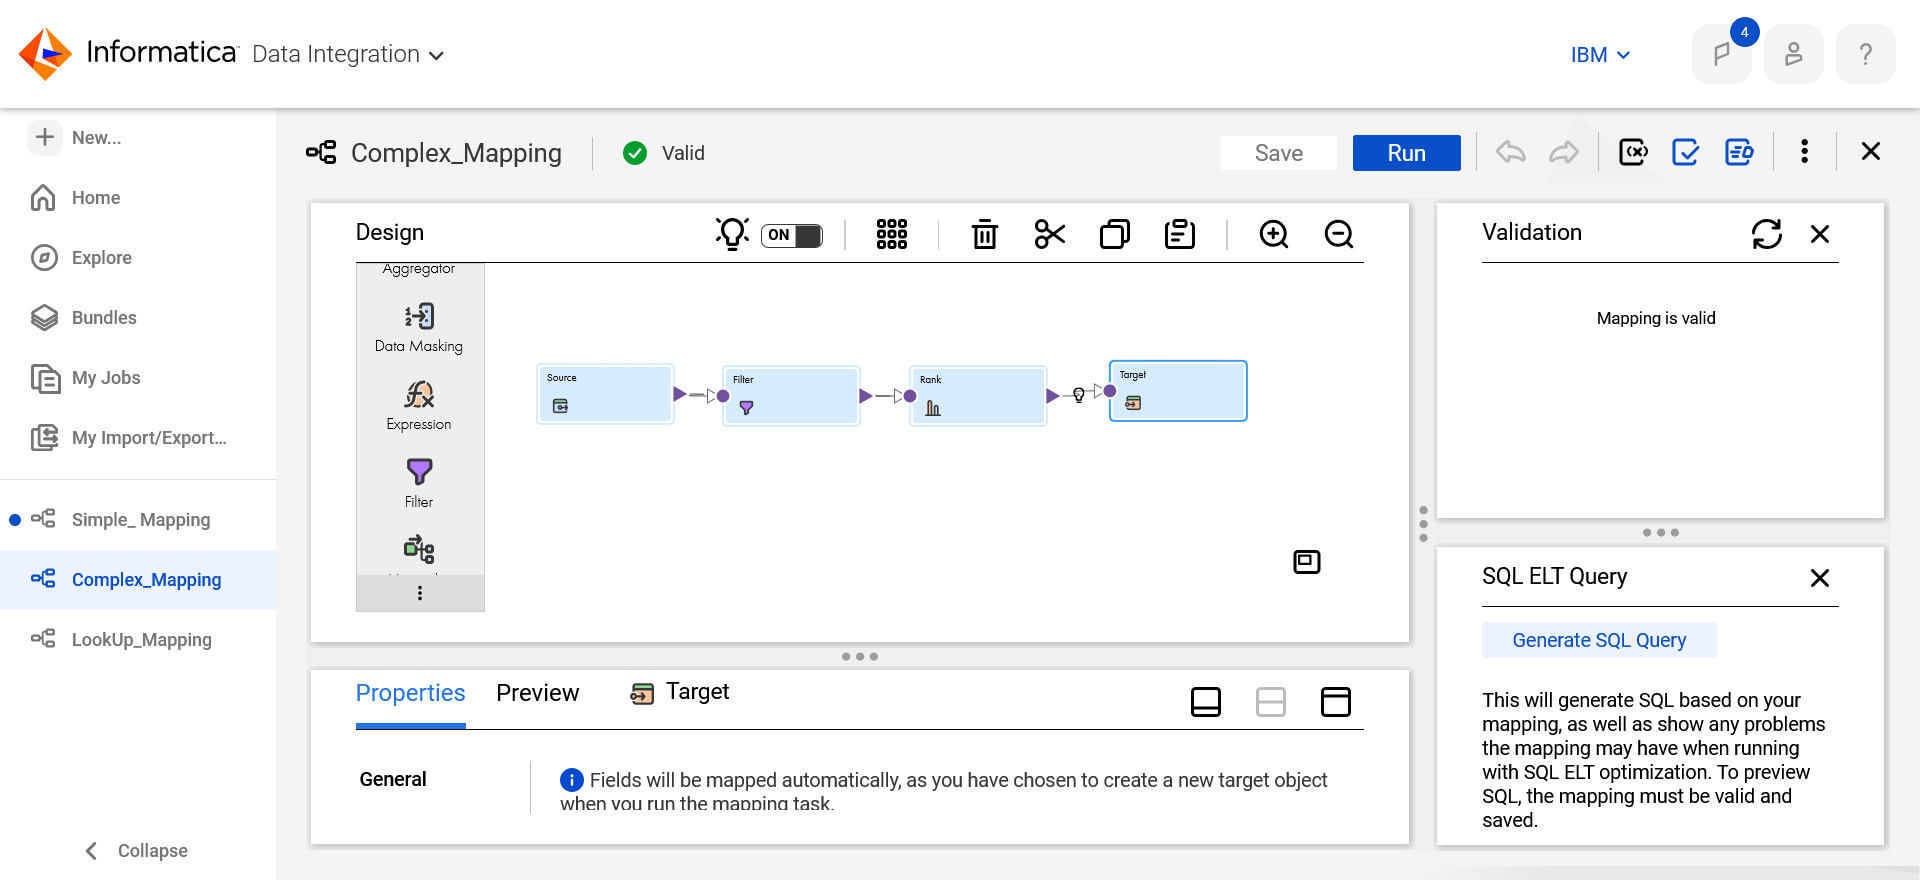 Informatica
Data Integration
IBM
4
?
New...
Home
Explore
Bundles
My Jobs
My Import/Export...
Simple_ Mapping
Complex_Mapping
LookUp_Mapping
Collapse
Complex_Mapping
Valid
Save
Run
Design
ON
Aggregator
Data Masking
Expression
Filter
Source
Filter
Rank
Target
Properties
Preview
Target
General
Fields will be mapped automatically, as you have chosen to create a new target object
when you run the mapping task.
Validation
Mapping is valid
SQL ELT Query
Generate SQL Query
This will generate SQL based on your
mapping, as well as show any problems
the mapping may have when running
with SQL ELT optimization. To preview
SQL, the mapping must be valid and
saved.